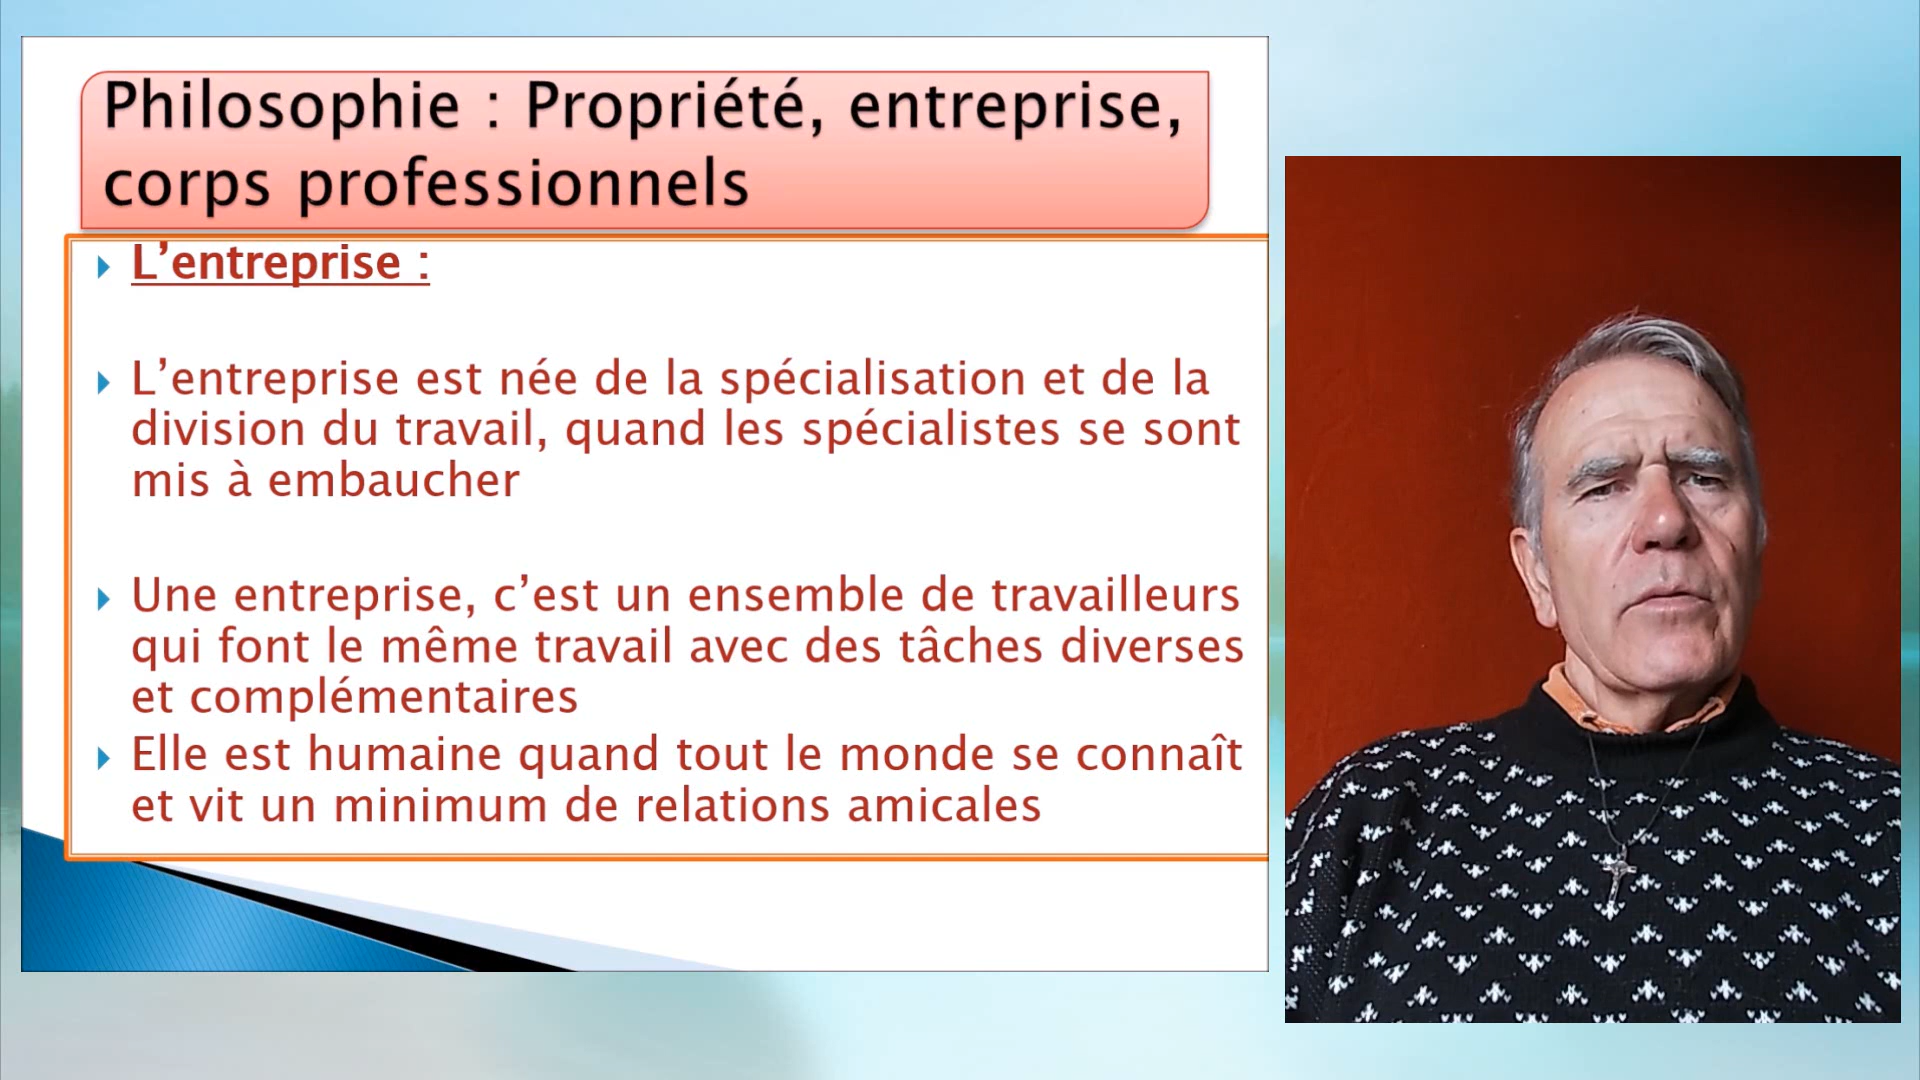 Philosophie : Propriété, entreprise,
corps professionnels
L’entreprise :
L’entreprise est née de la spécialisation et de la
division du travail, quand les spécialistes se sont
mis à embaucher
Une entreprise, c’est un ensemble de travailleurs
qui font le même travail avec des tâches diverses
et complémentaires
Elle est humaine quand tout le monde se connaît
et vit un minimum de relations amicales